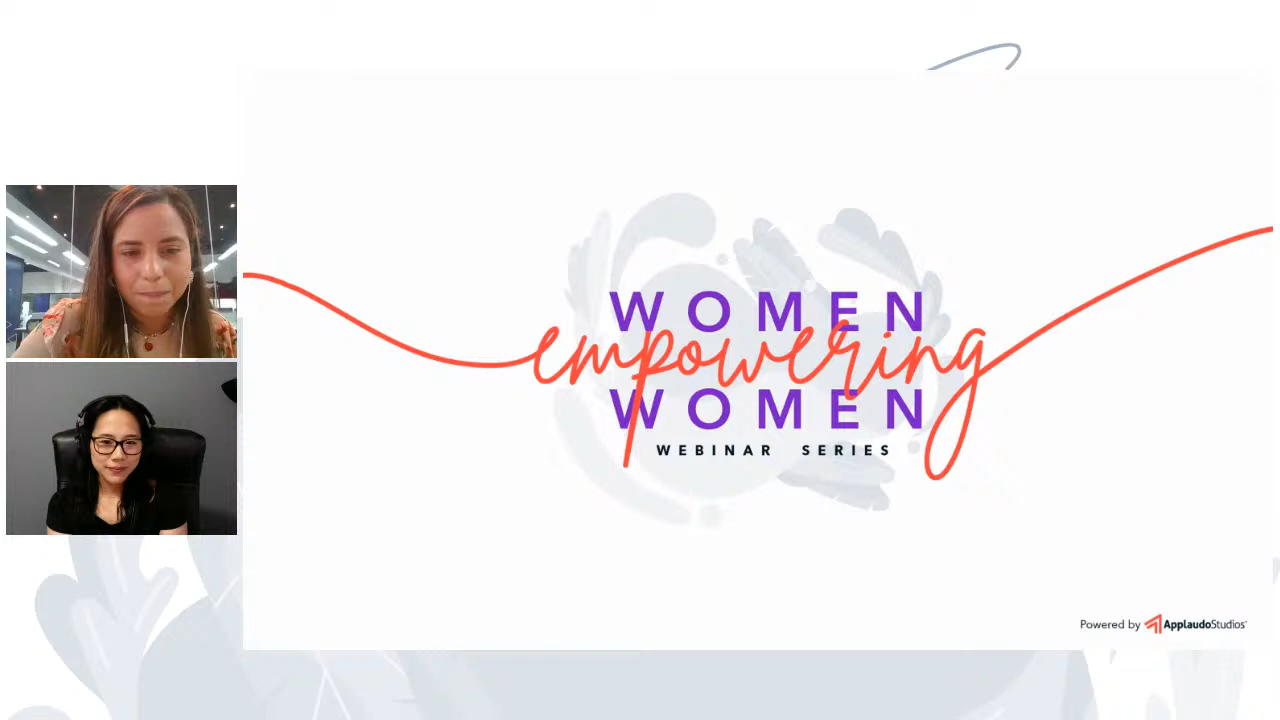 WOMEN
empowering
WOMEN
WEBINAR SERIES
Powered by ApplaudoStudios